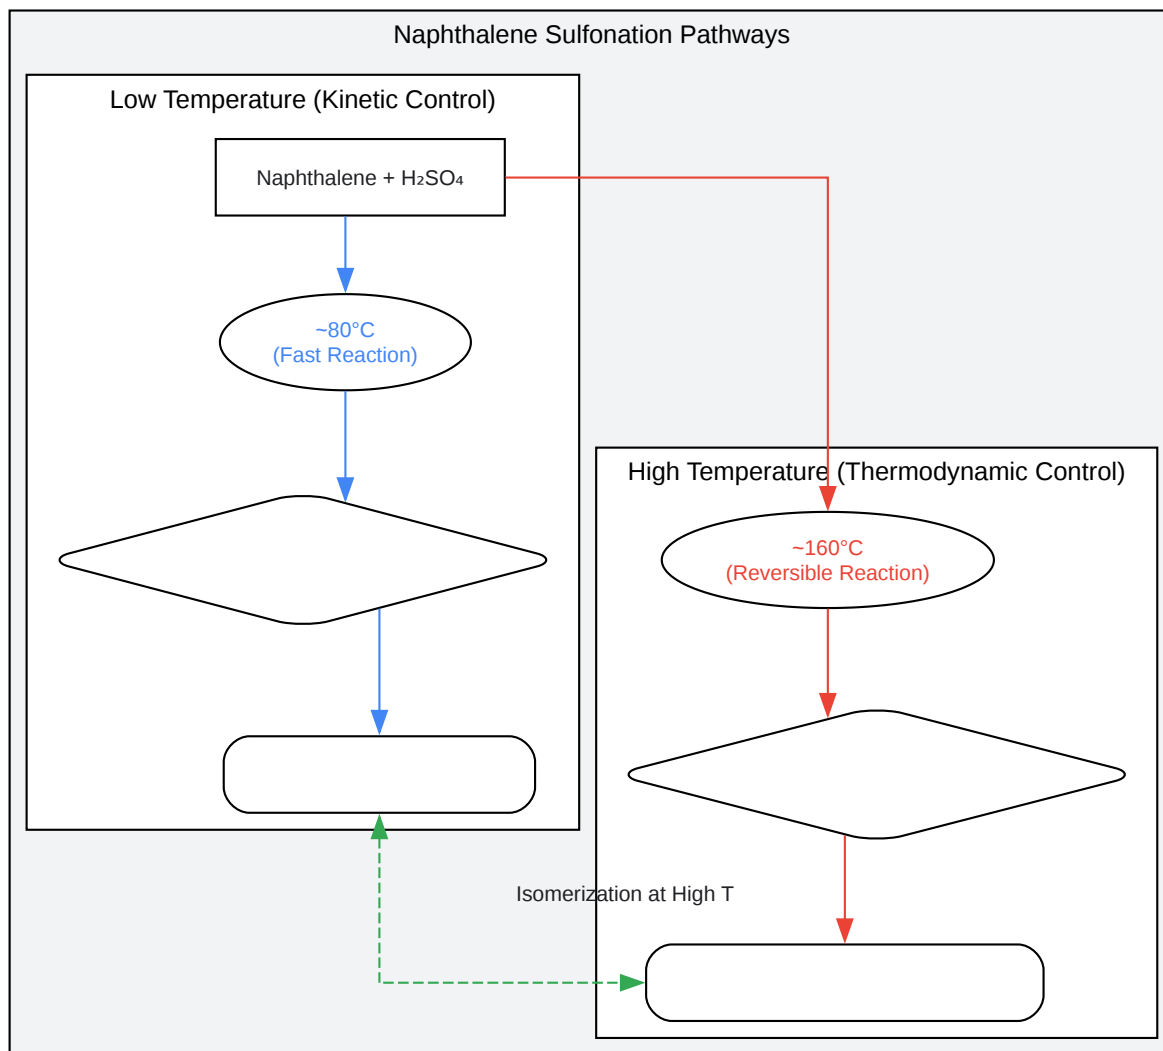 Naphthalene Sulfonation Pathways
Low Temperature (Kinetic Control)
Naphthalene + H₂SO₄
~80°C
(Fast Reaction)
High Temperature (Thermodynamic Control)
~160°C
(Reversible Reaction)
Isomerization at High T